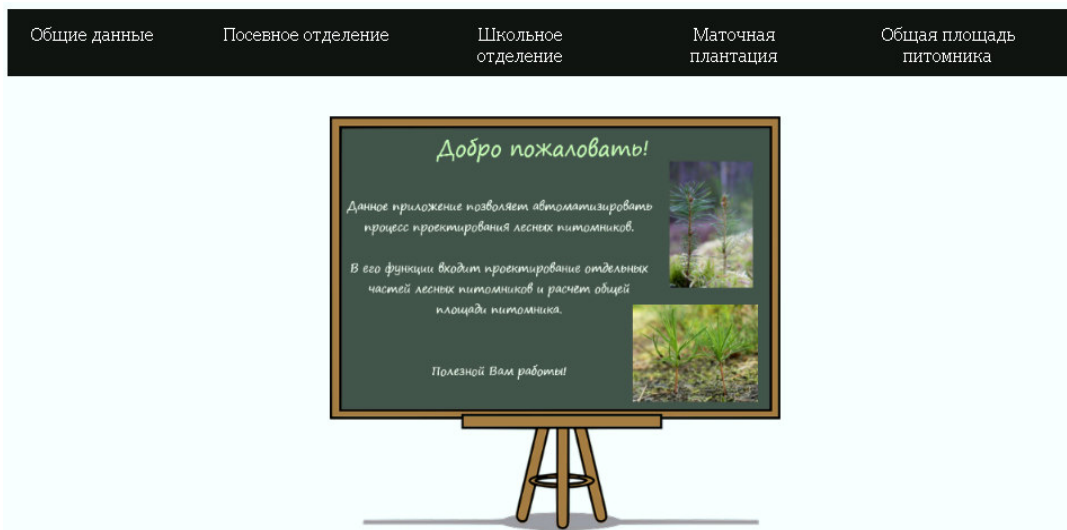 Общие данные
Посевное отделение
Школьное
отделение
Маточная
плантация
Общая площадь
питомника
Добро пожаловать!
Данное приложение позволяет автоматизировать
процесс проектирования лесных питомников.
В его функции входит проектирование отдельных
частей лесных питомников и расчет общей
площади питомника.
Полезной Вам работы!